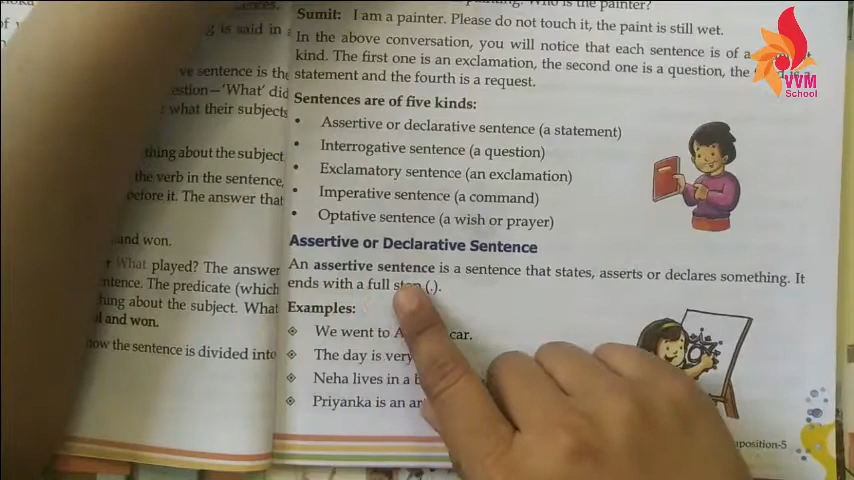 Sumit: I am a painter. Please do not touch it, the paint is still wet.
In the above conversation, you will notice that each sentence is of a
kind. The first one is an exclamation, the second one is a question, the is a
statement and the fourth is a request.
Sentences are of five kinds:
• Assertive or declarative sentence (a statement)
• Interrogative sentence (a question)
• Exclamatory sentence (an exclamation)
• Imperative sentence (a command)
• Optative sentence (a wish or prayer)
Assertive or Declarative Sentence
An assertive sentence is a sentence that states, asserts or declares something. It
ends with a full stop (.).
Examples:
We went to car.
The day is very
Neha lives in a
Priyanka is an
position-5
is said in
sentence is the
estion—'What' did
what their subjects
thing about the subject.
the verb in the sentence,
before it. The answer that
and won.
What played? The answer
ntence. The predicate (which
hing about the subject. What
and won.
how the sentence is divided into
VVM
School